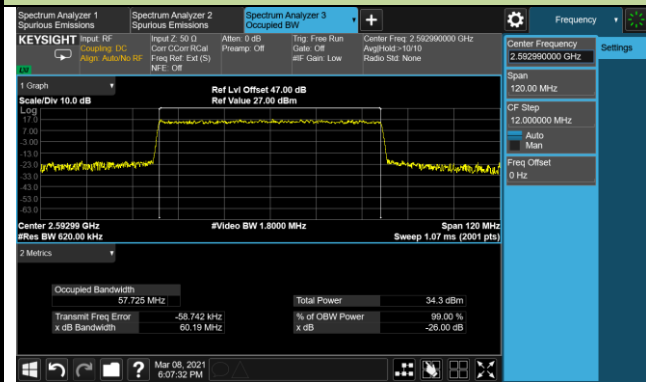 Spectrum Analyzer 1
Spurious Emissions
Spectrum Analyzer 2
Spurious Emissions
Spectrum Analyzer 3
Occupied BW
Frequency
KEYSIGHT
Input: RF
Coupling: DC
Align: Auto/No RF
Input Z: 50 Ω
Corr CCorr RCal
Freq Ref: Ext (S)
NFE: Off
Atten: 0 dB
Preamp: Off
Trig: Free Run
Gate: Off
#IF Gain: Low
Center Freq: 2.592990000 GHz
Avg|Hold:>10/10
Radio Std: None
Center Frequency
2.592990000 GHz
Settings
Span
120.00 MHz
CF Step
12.000000 MHz
Auto
Man
Freq Offset
0 Hz
1 Graph
Scale/Div 10.0 dB
Ref Lvl Offset 47.00 dB
Ref Value 27.00 dBm
Log
17.0
7.00
-3.00
-13.0
-23.0
-33.0
-43.0
-53.0
-63.0
Center 2.59299 GHz
#Res BW 620.00 kHz
#Video BW 1.8000 MHz
Span 120 MHz
Sweep 1.07 ms (2001 pts)
2 Metrics
Occupied Bandwidth
57.725 MHz
Total Power 34.3 dBm
Transmit Freq Error -58.742 kHz
% of OBW Power 99.00 %
x dB Bandwidth 60.19 MHz
x dB -26.00 dB
?
Mar 08, 2021
6:07:32 PM